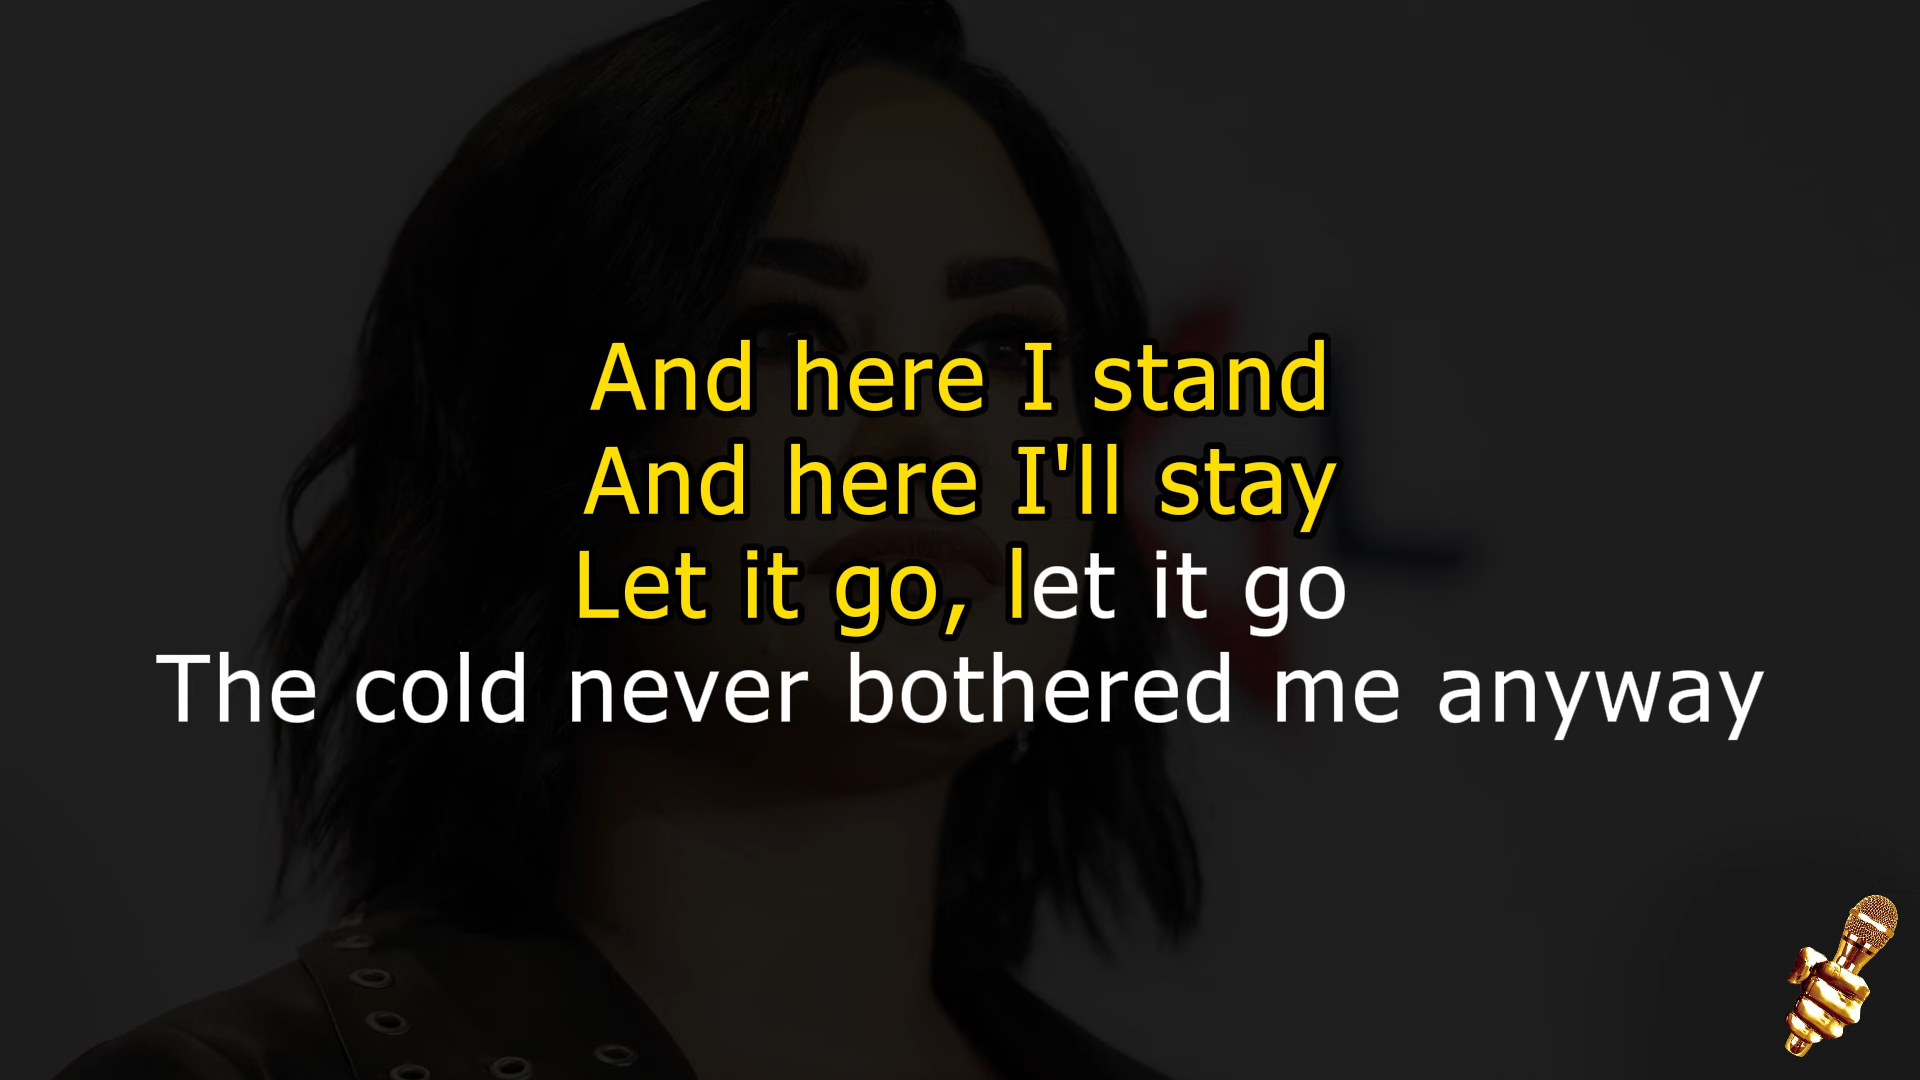 And here I stand
And here I'll stay
Let it go, let it go
The cold never bothered me anyway